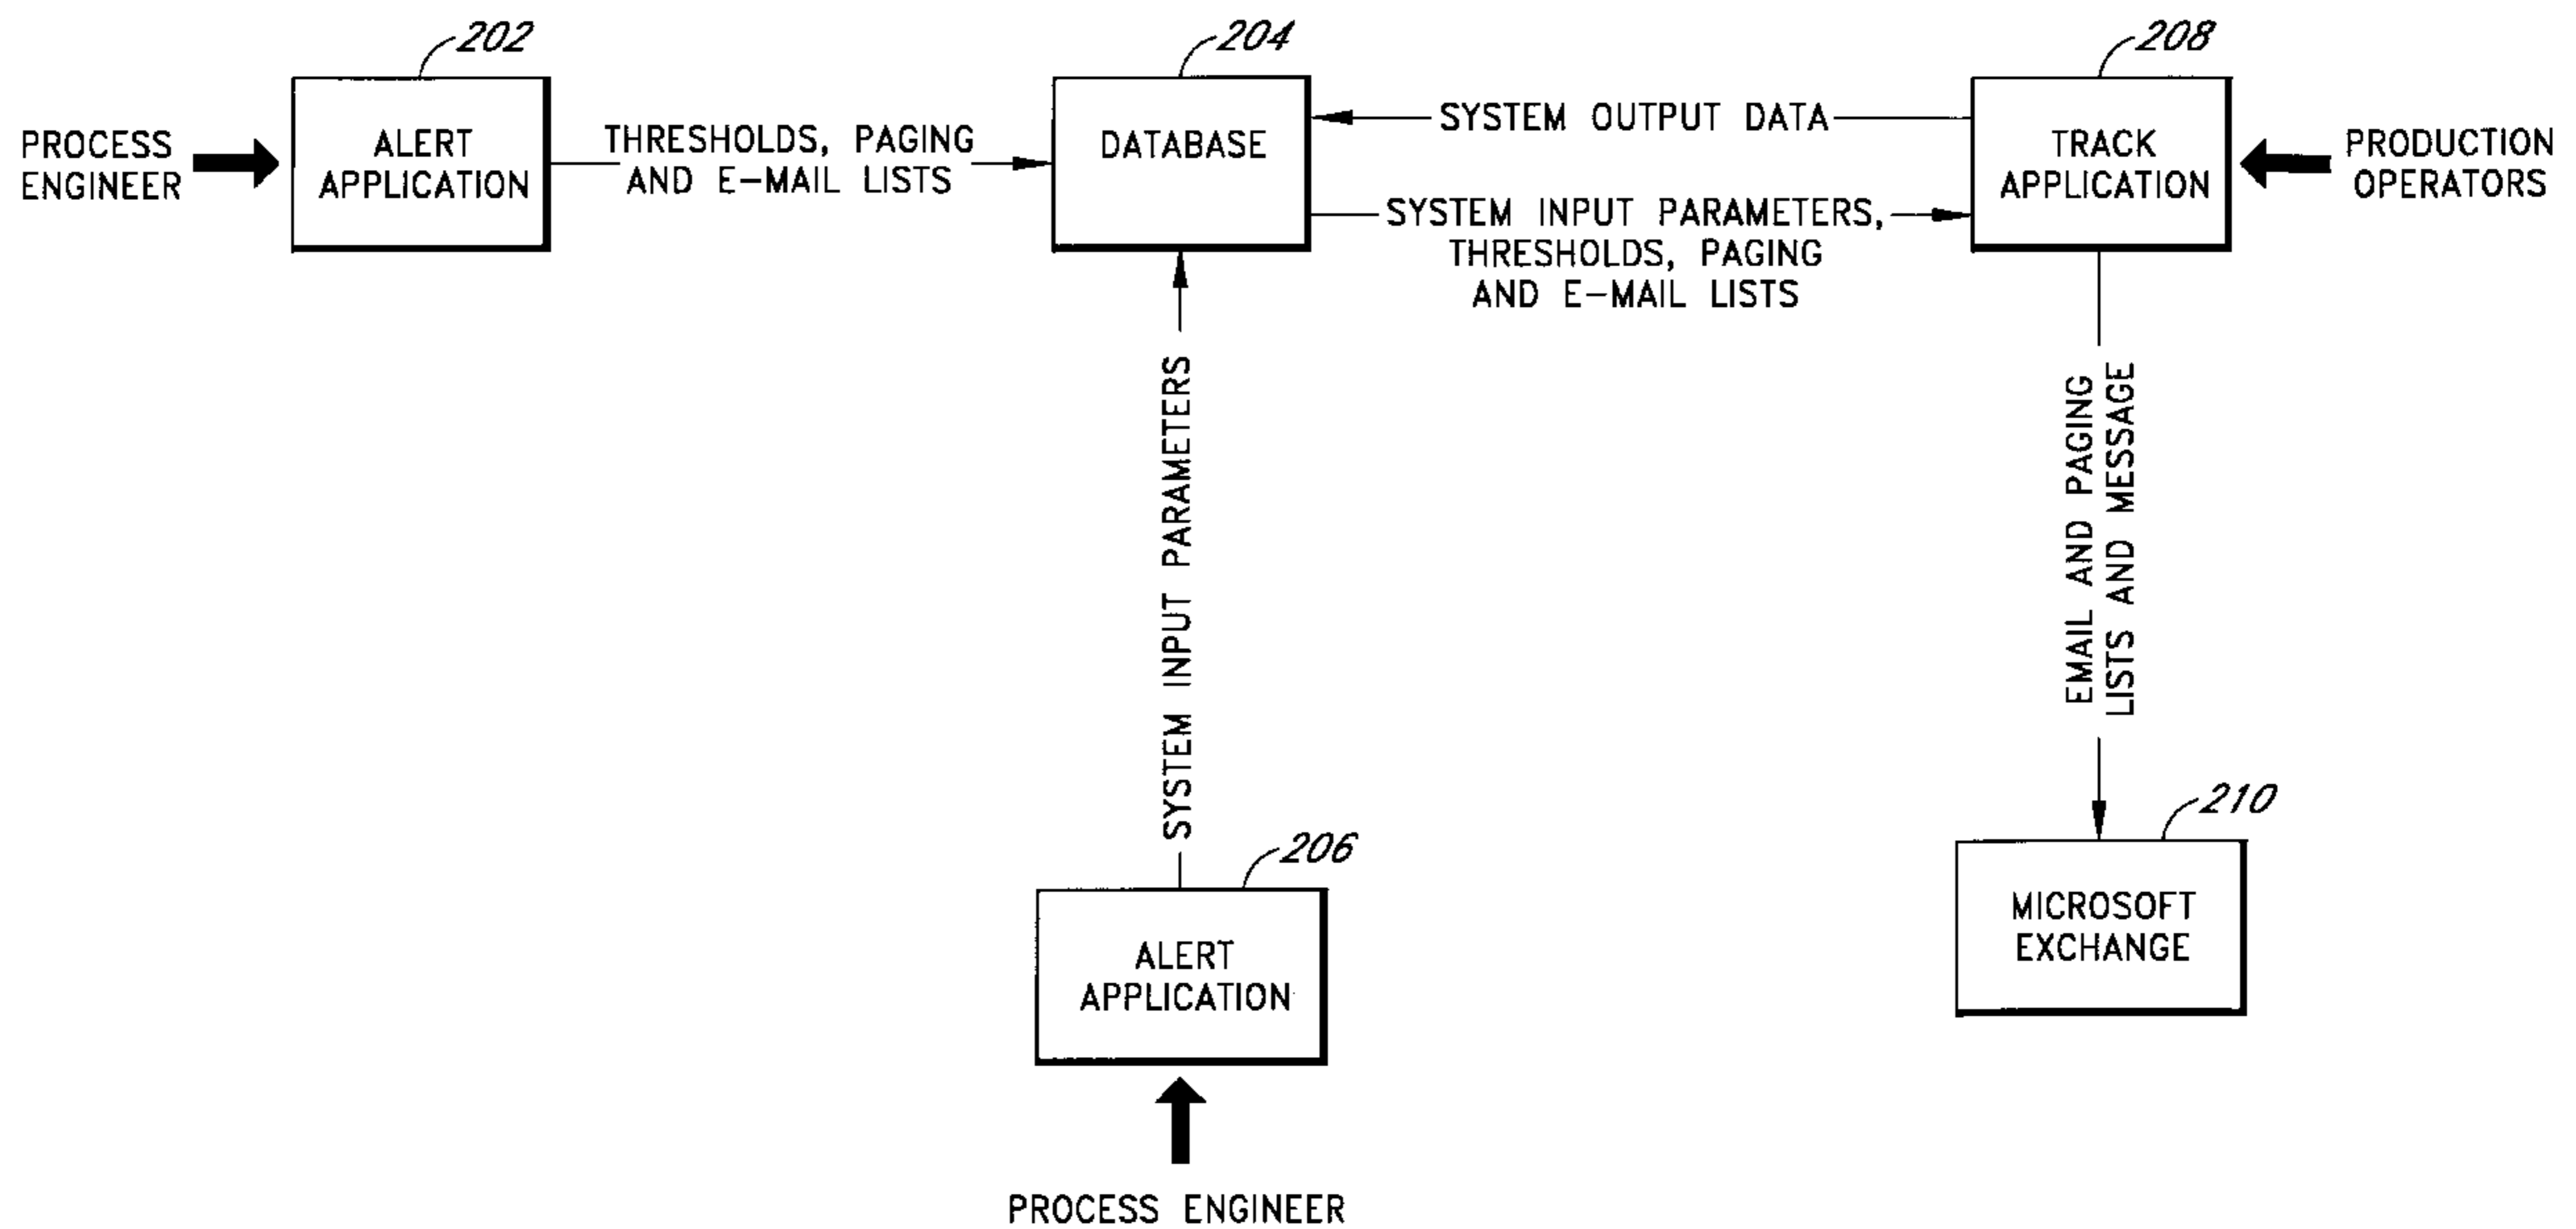 202
204
208
PROCESS
ENGINEER
ALERT
APPLICATION
THRESHOLDS, PAGING
AND E-MAIL LISTS
DATABASE
SYSTEM OUTPUT DATA
SYSTEM INPUT PARAMETERS,
THRESHOLDS, PAGING
AND E-MAIL LISTS
TRACK
APPLICATION
PRODUCTION
OPERATORS
SYSTEM INPUT PARAMETERS
EMAIL AND PAGING
LISTS AND MESSAGE
206
210
ALERT
APPLICATION
MICROSOFT
EXCHANGE
PROCESS ENGINEER